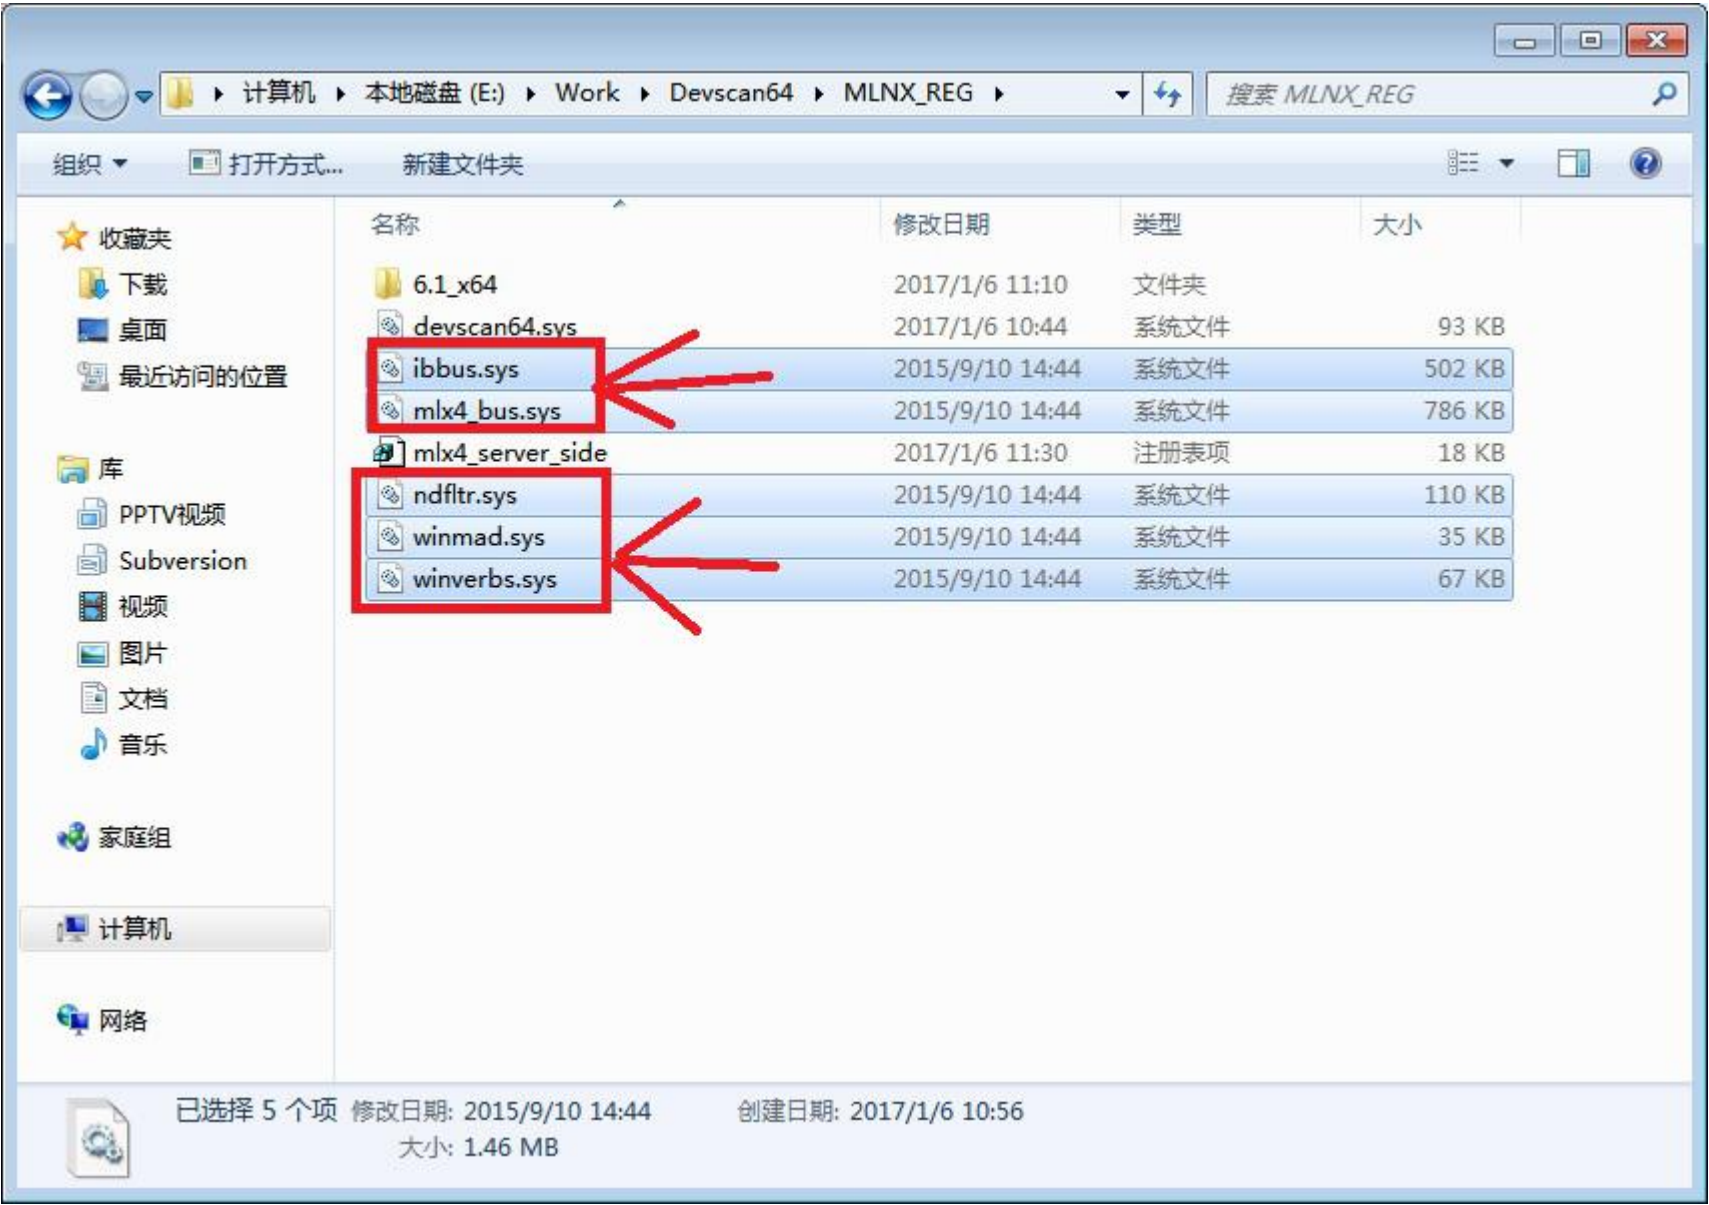 计算机 本地磁盘 (E:) Work Devscan64 MLNX_REG 搜索 MLNX_REG
组织 打开方式... 新建文件夹
收藏夹
下载
桌面
最近访问的位置
库
PPTV视频
Subversion
视频
图片
文档
音乐
家庭组
计算机
网络
名称 修改日期 类型 大小
6.1_x64 2017/1/6 11:10 文件夹
devscan64.sys 2017/1/6 10:44 系统文件 93 KB
ibbus.sys 2015/9/10 14:44 系统文件 502 KB
mlx4_bus.sys 2015/9/10 14:44 系统文件 786 KB
mlx4_server_side 2017/1/6 11:30 注册表项 18 KB
ndfltr.sys 2015/9/10 14:44 系统文件 110 KB
winmad.sys 2015/9/10 14:44 系统文件 35 KB
winverbs.sys 2015/9/10 14:44 系统文件 67 KB
已选择 5 个项 修改日期: 2015/9/10 14:44 创建日期: 2017/1/6 10:56
大小: 1.46 MB